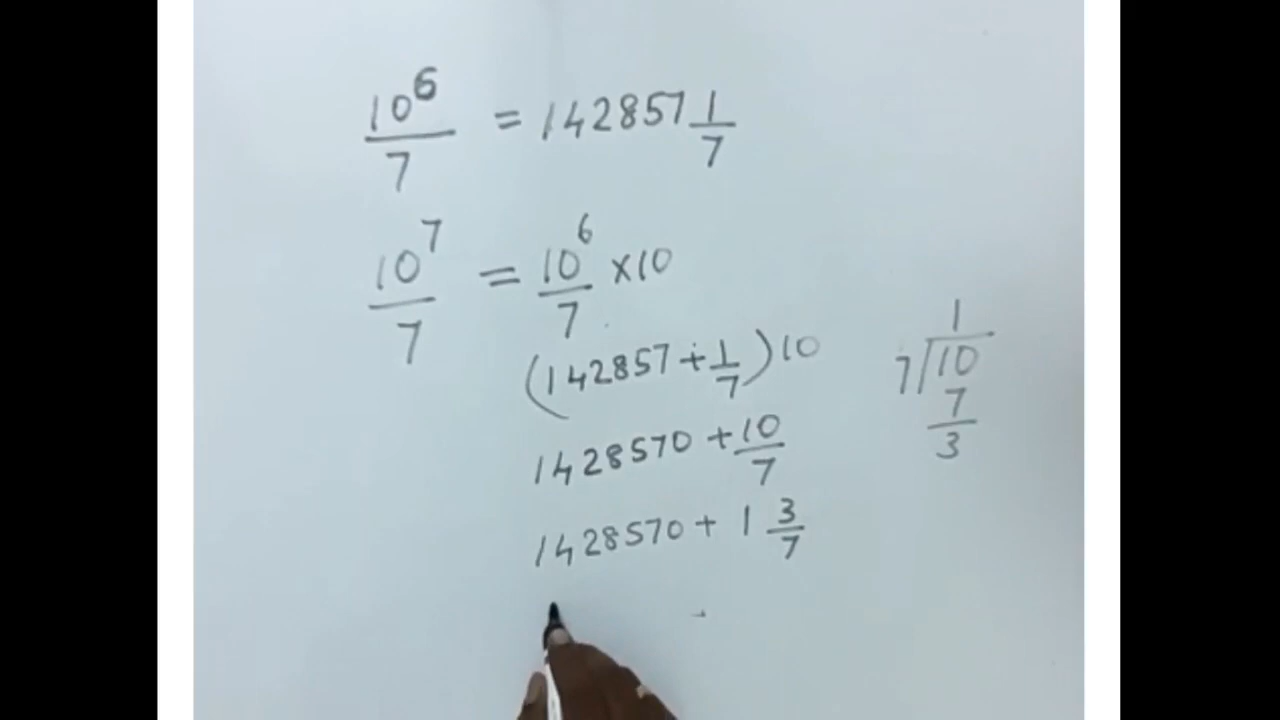 10^6/7 = 142857 1/7
10^7/7 = 10^6/7 × 10
(142857 + 1/7) 10
1428570 + 10/7
1428570 + 1 3/7
1
7) 10
7
3